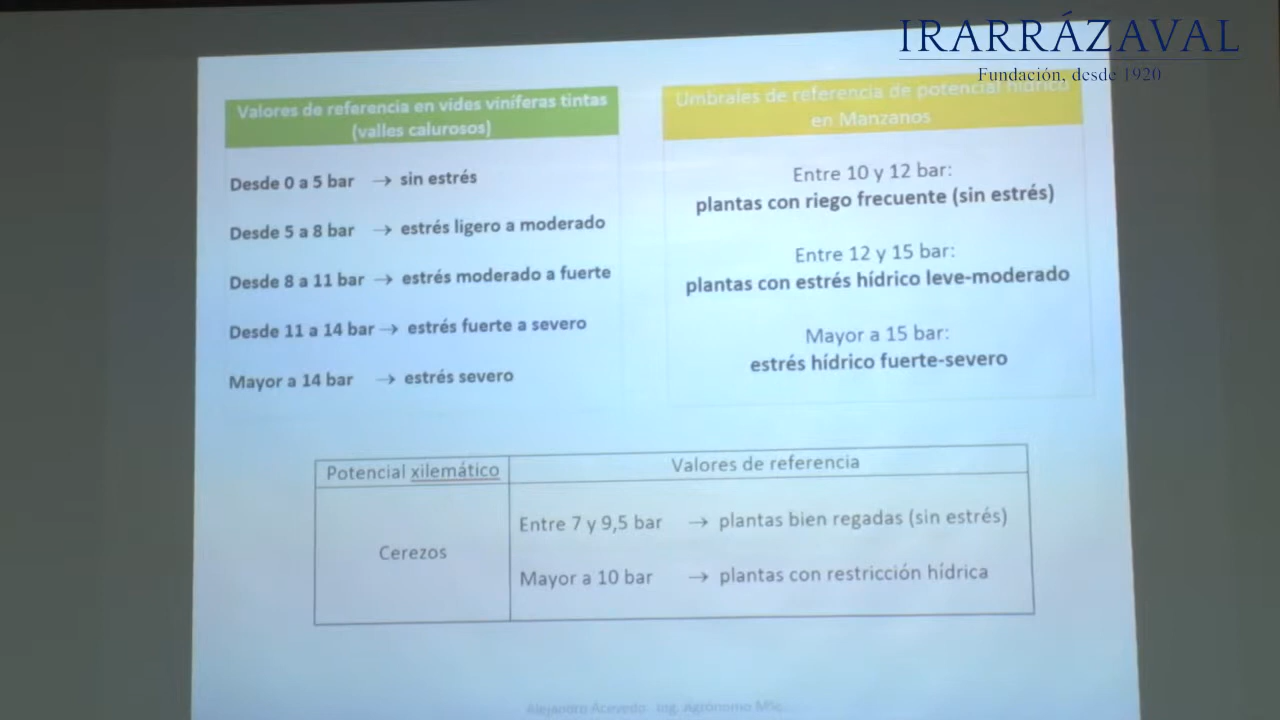 IRARRÁZAVAL
Fundación, desde 1920
Valores de referencia en vides viníferas tintas
(valles calurosos)
Desde 0 a 5 bar → sin estrés
Desde 5 a 8 bar → estrés ligero a moderado
Desde 8 a 11 bar → estrés moderado a fuerte
Desde 11 a 14 bar → estrés fuerte a severo
Mayor a 14 bar → estrés severo
Umbrales de referencia de potencial hídrico
en Manzanos
Entre 10 y 12 bar:
plantas con riego frecuente (sin estrés)
Entre 12 y 15 bar:
plantas con estrés hídrico leve-moderado
Mayor a 15 bar:
estrés hídrico fuerte-severo
Potencial xilemático
Valores de referencia
Cerezos
Entre 7 y 9,5 bar → plantas bien regadas (sin estrés)
Mayor a 10 bar → plantas con restricción hídrica
Alejandro Acevedo Ing. Agrónomo MSc.